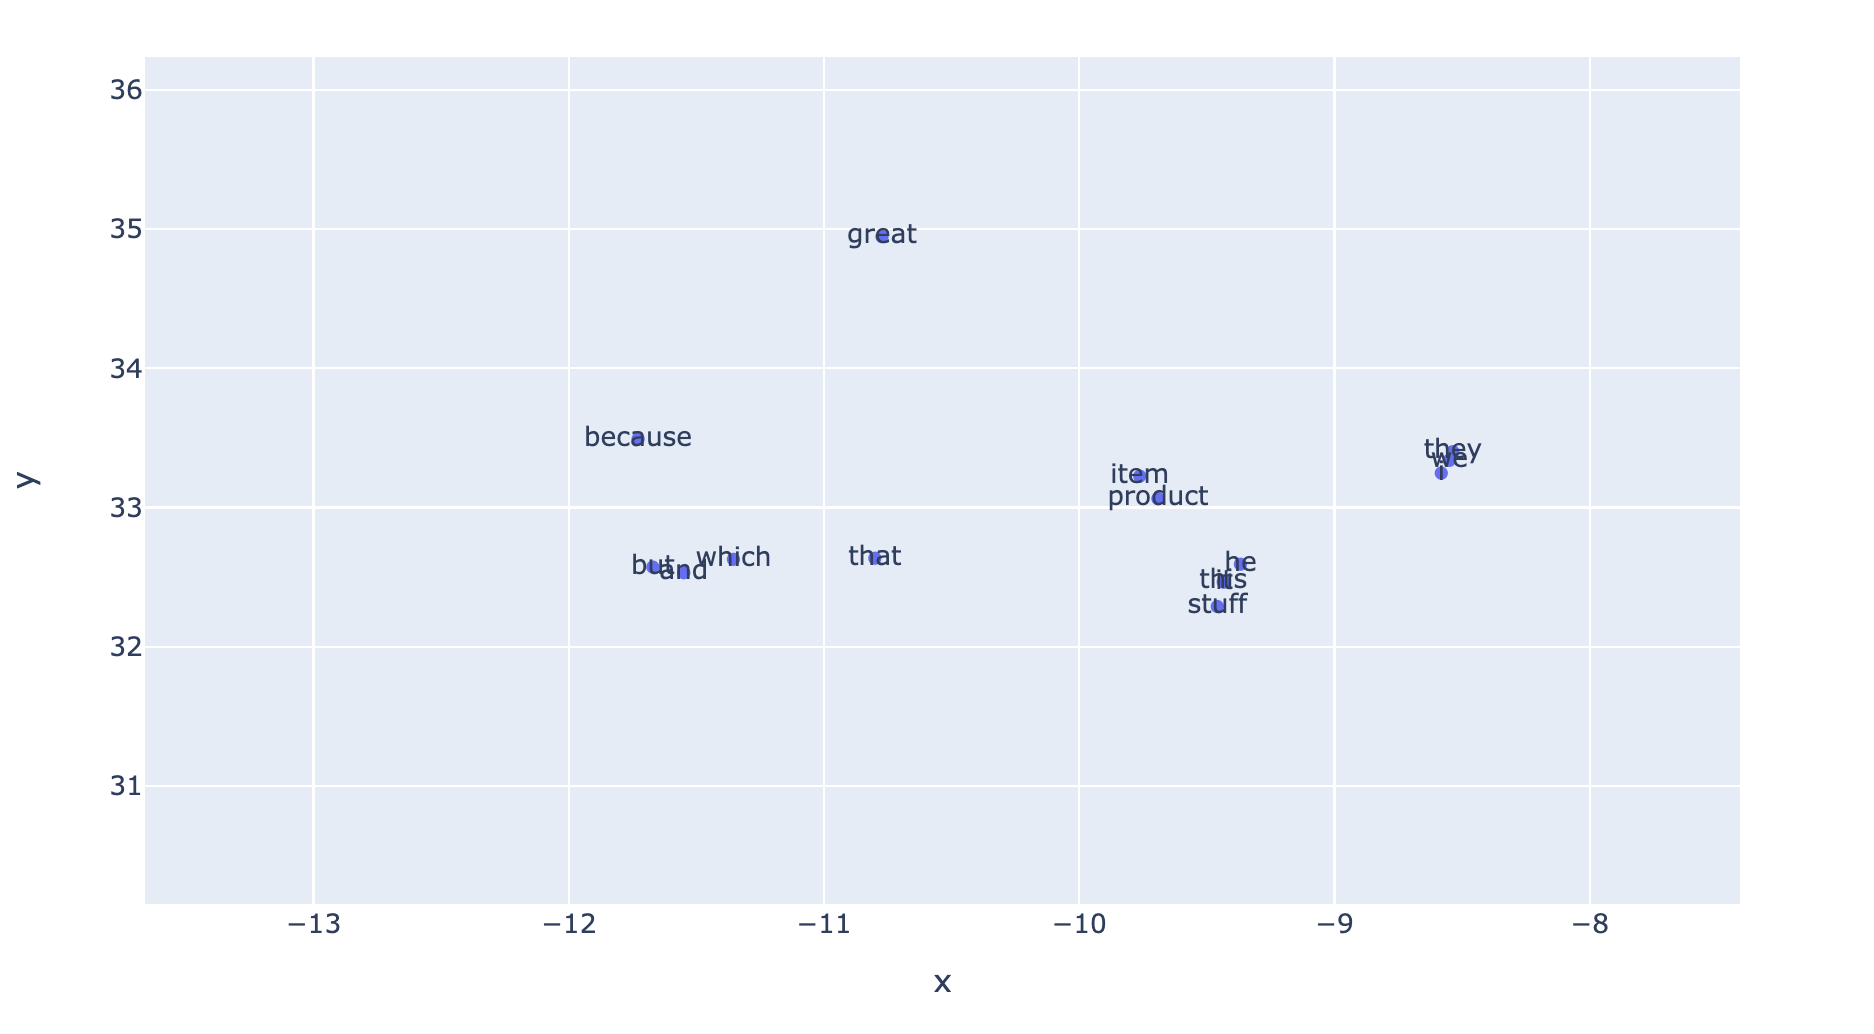 36
35
great
34
because
they
we
I
item
product
33
which
that
but
and
he
this
it
stuff
32
31
y
−13
−12
−11
−10
−9
−8
x